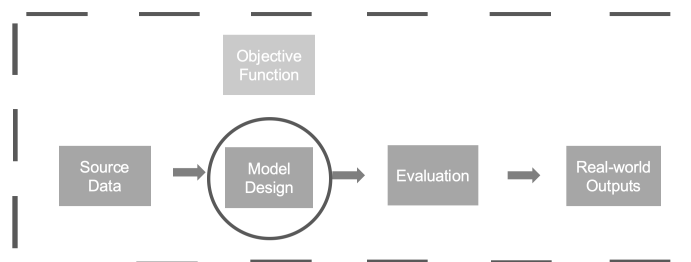 Objective
Function
Source
Data
Model
Design
Evaluation
Real-world
Outputs